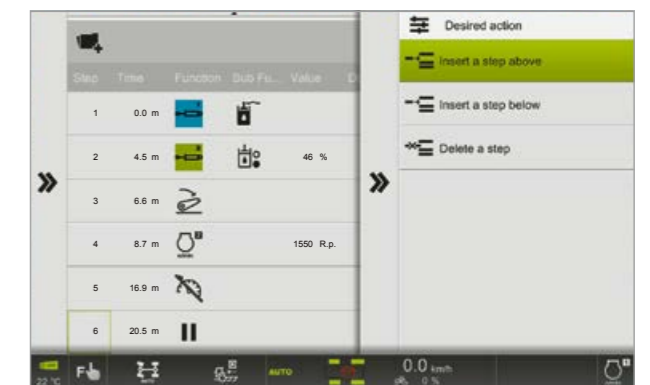 Desired action
Step Time Function Sub Fu... Value D
Insert a step above
1 0.0 m
Insert a step below
2 4.5 m 46 %
Delete a step
3 6.6 m
4 8.7 m 1550 R.p.
5 16.9 m
6 20.5 m
22 °C F AUTO AUTO 0.0 km/h
0 %